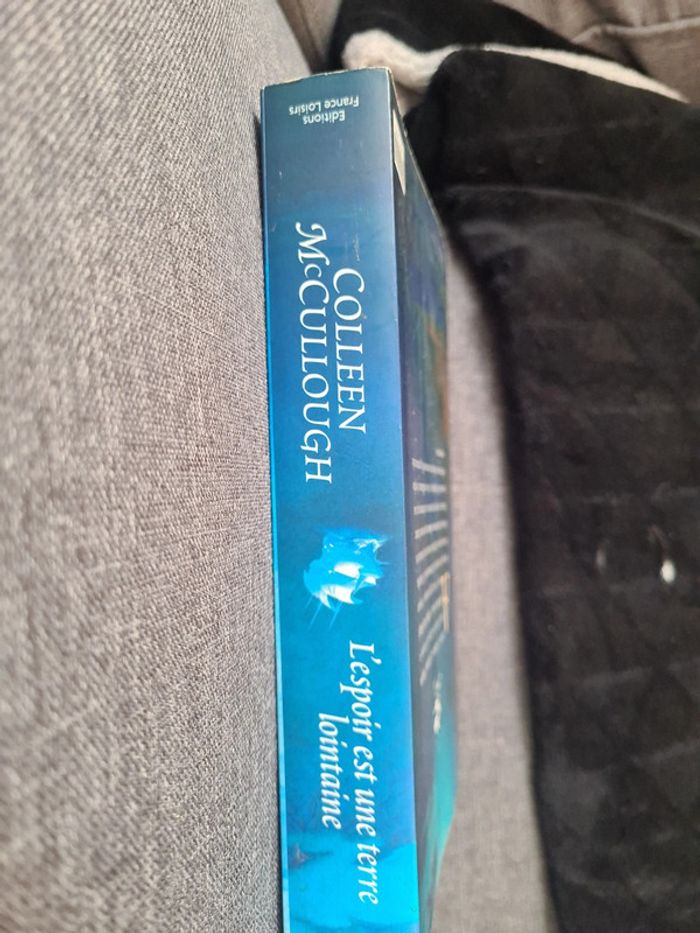 Editions
France Loisirs
COLLEEN
McCULLOUGH
L'espoir est une terre
lointaine